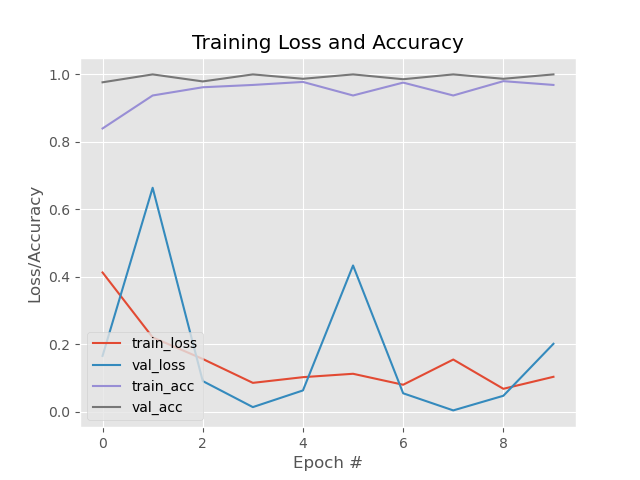 Training Loss and Accuracy
1.0
0.8
0.6
0.4
0.2
0.0
Loss/Accuracy
train_loss
val_loss
train_acc
val_acc
0 2 4 6 8
Epoch #